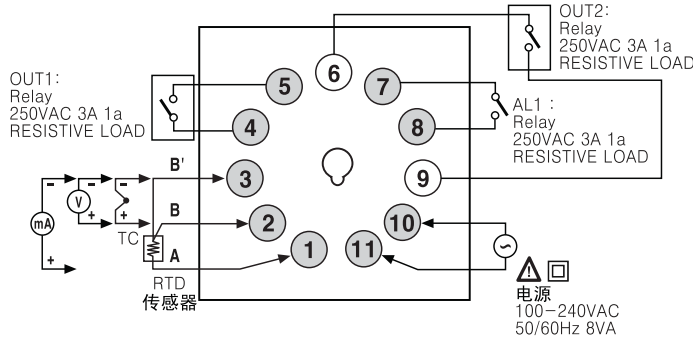 OUT2:
Relay
250VAC 3A 1a
RESISTIVE LOAD
OUT1:
Relay
250VAC 3A 1a
RESISTIVE LOAD
AL1 :
Relay
250VAC 3A 1a
RESISTIVE LOAD
6
5
7
4
8
3
9
2
10
1
11
B'
B
A
-
-
-
V
mA
+
+
+
TC
RTD
传感器
~
!
电源
100-240VAC
50/60Hz 8VA